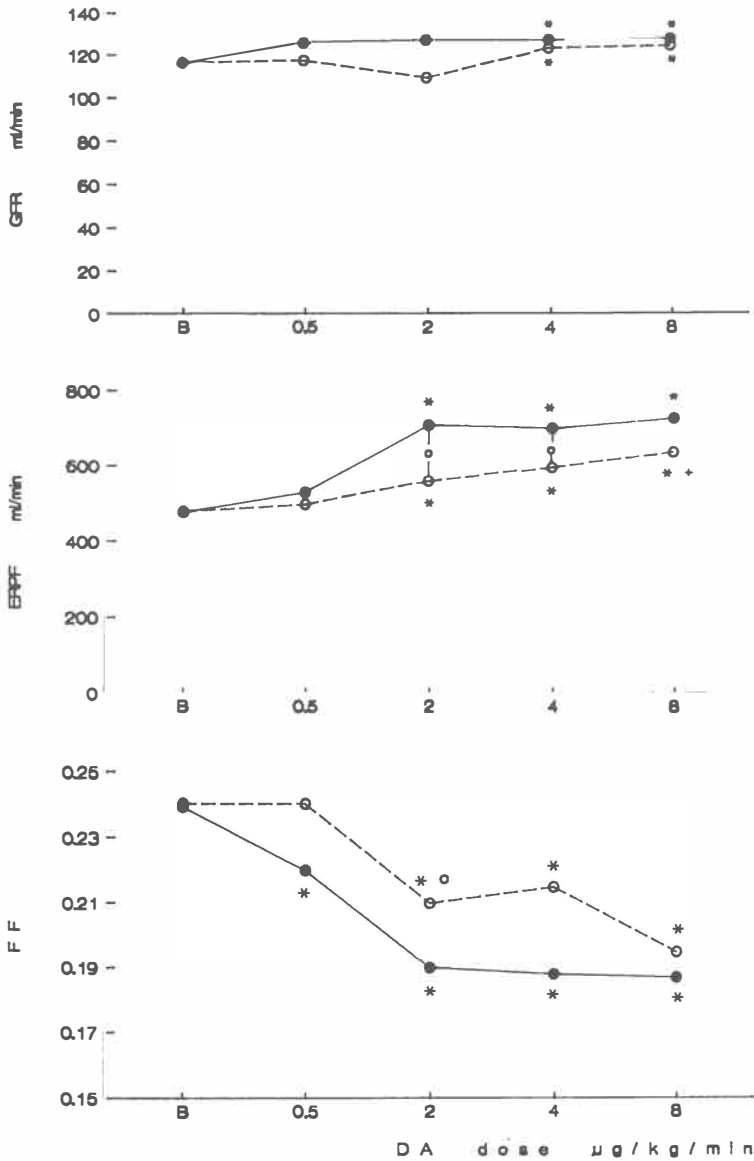 140
120
100
80
60
40
20
0
GFR ml/min
* *
* *
B 0.5 2 4 8
800
600
400
200
0
ERPF ml/min
* * *
* * * +
B 0.5 2 4 8
0.25
0.23
0.21
0.19
0.17
0.15
F F
* * *
* * * *
B 0.5 2 4 8
DA dose µg/kg/min